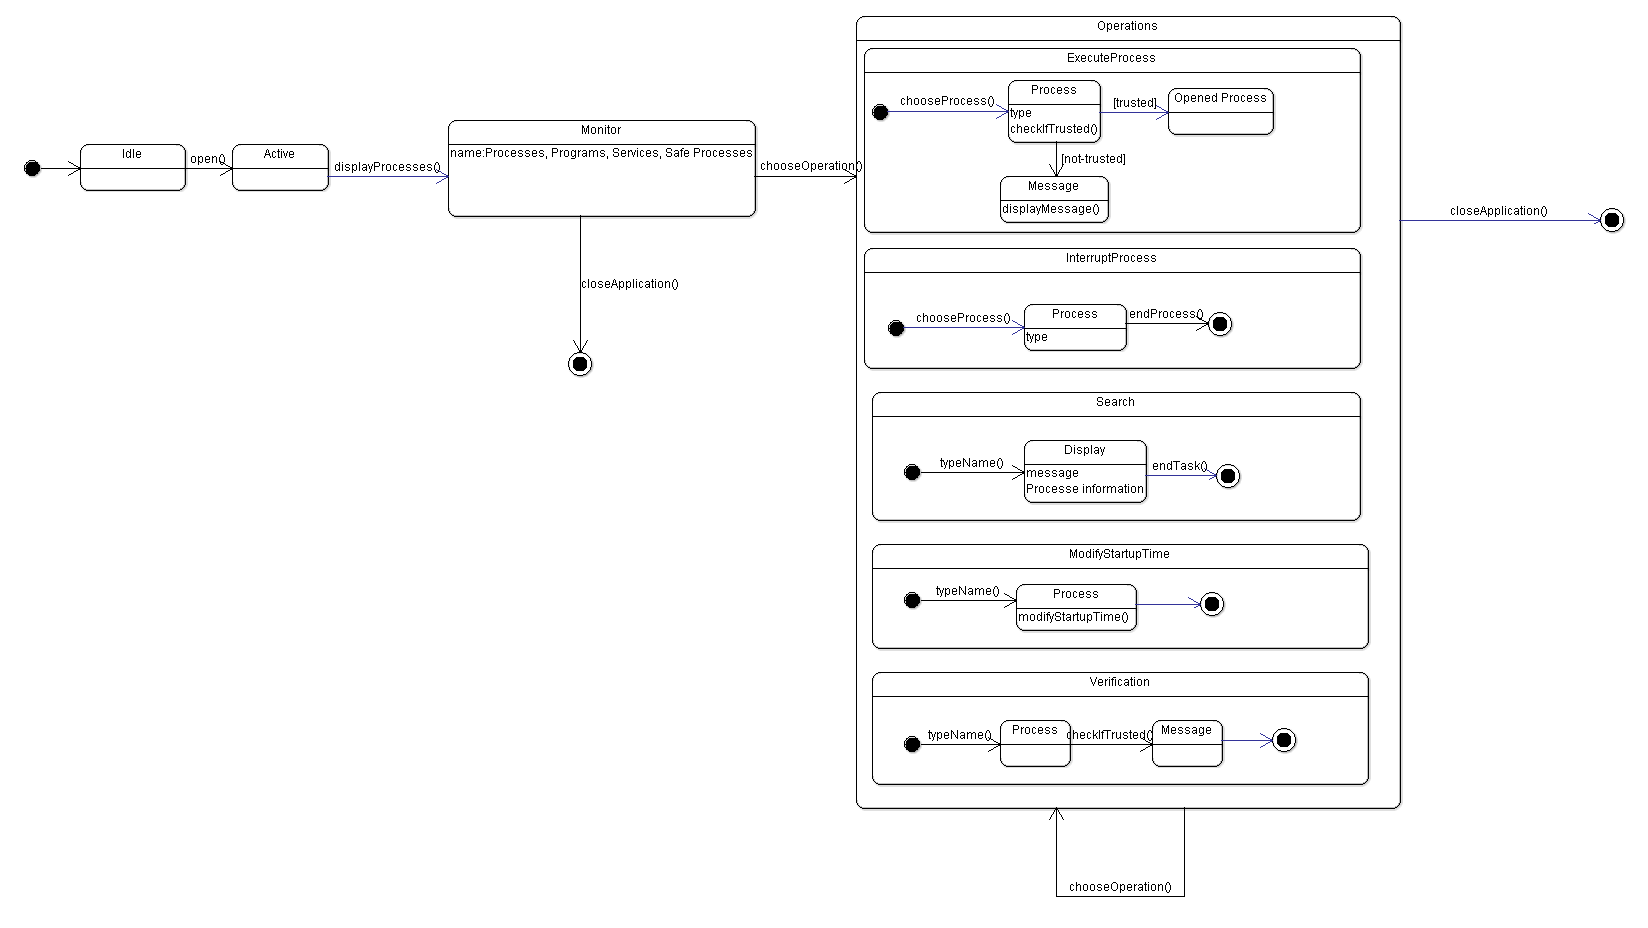 Operations
ExecuteProcess
chooseProcess()
Process
type
checkIfTrusted()
[trusted]
Opened Process
[not-trusted]
Message
displayMessage()
Idle
open()
Active
displayProcesses()
Monitor
name:Processes, Programs, Services, Safe Processes
chooseOperation()
closeApplication()
closeApplication()
InterruptProcess
chooseProcess()
Process
type
endProcess()
Search
typeName()
Display
message
Processe information
endTask()
ModifyStartupTime
typeName()
Process
modifyStartupTime()
Verification
typeName()
Process
checkIfTrusted()
Message
chooseOperation()